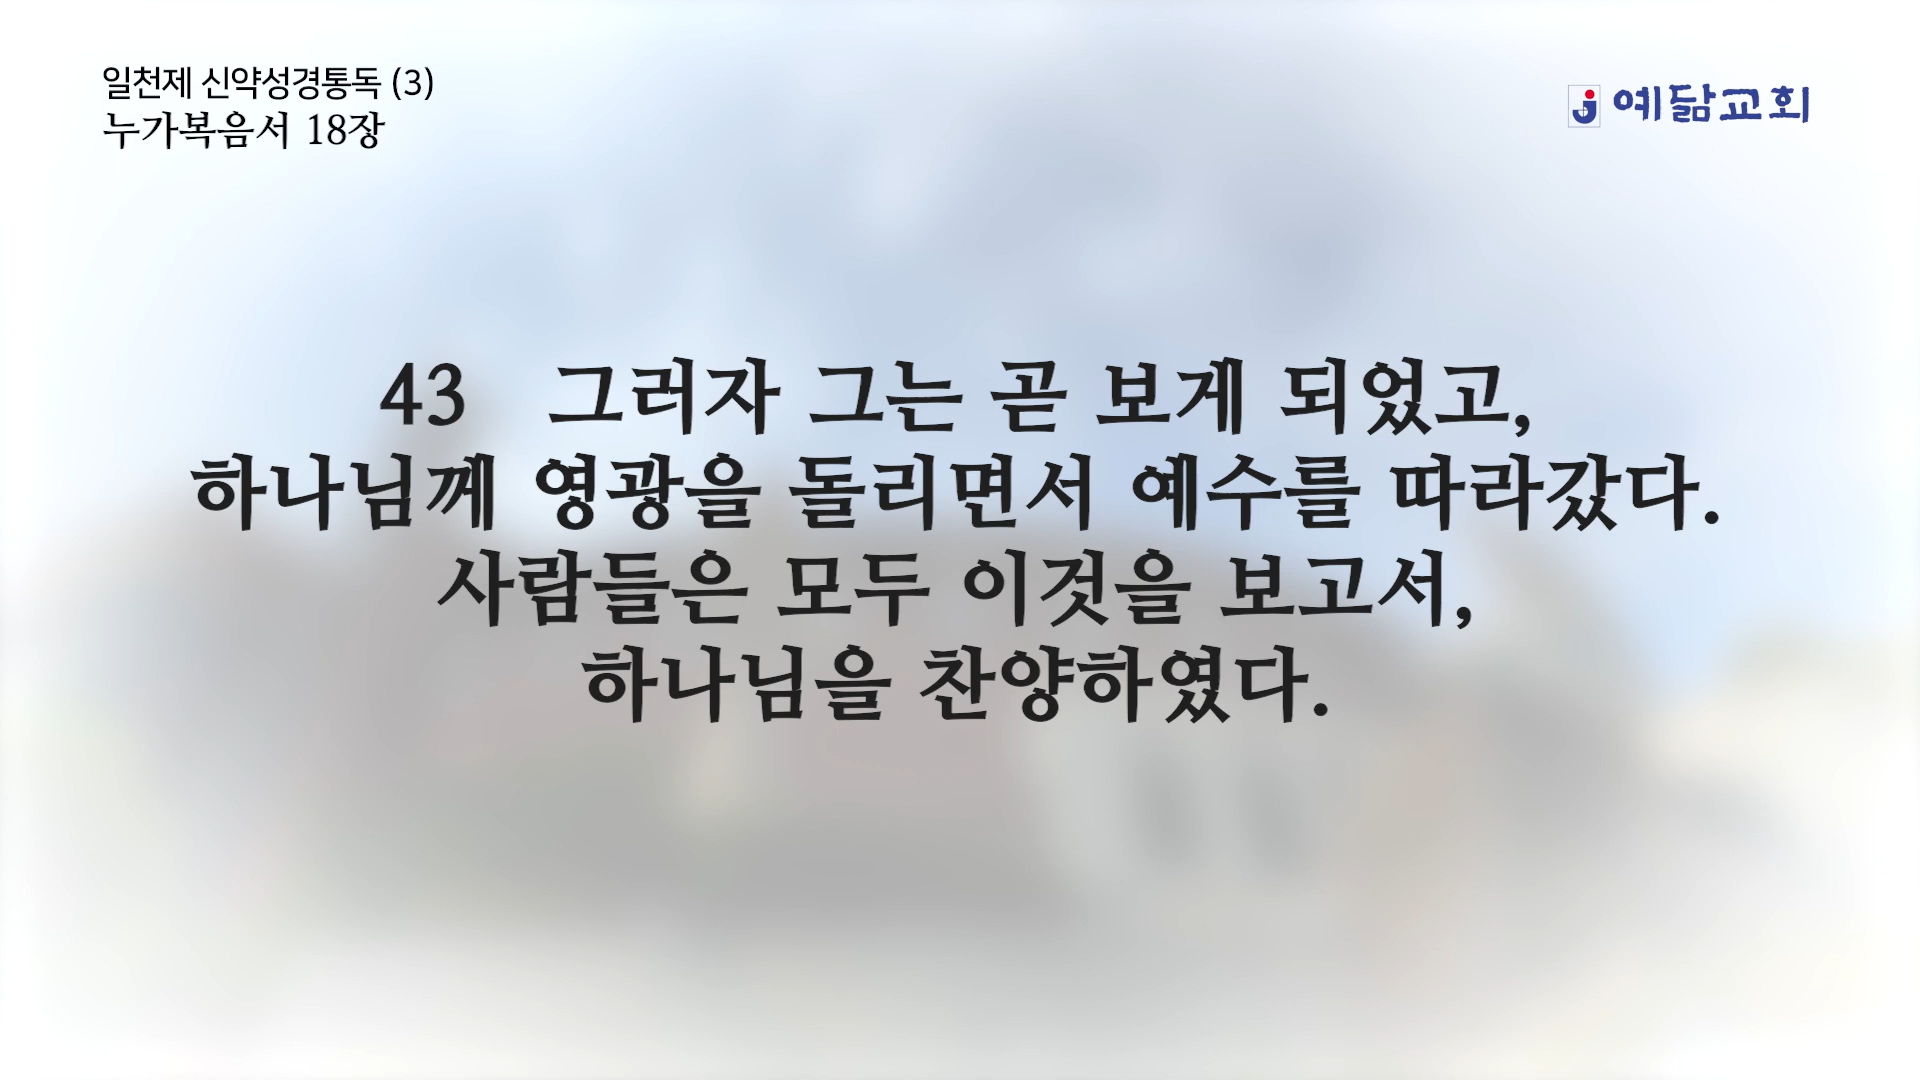 일천제 신약성경통독 (3)
누가복음서 18장
예닮교회
43 그러자 그는 곧 보게 되었고,
하나님께 영광을 돌리면서 예수를 따라갔다.
사람들은 모두 이것을 보고서,
하나님을 찬양하였다.